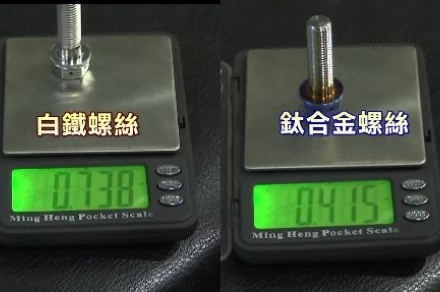 白鐵螺絲
0.738
Ming Heng Pocket Scale
鈦合金螺絲
0.415
Ming Heng Pocket Scale